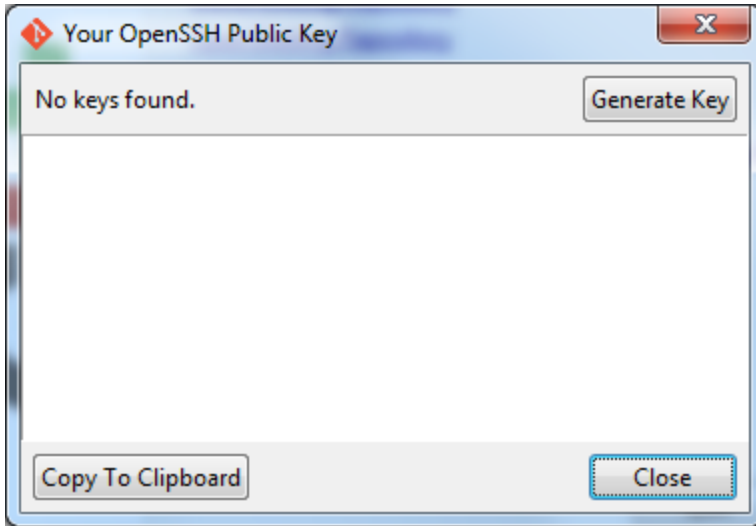 Your OpenSSH Public Key
No keys found.
Generate Key
Copy To Clipboard
Close